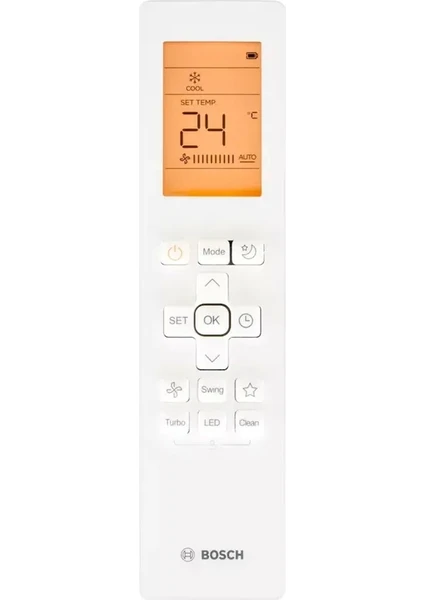 COOL
SET TEMP
24 °C
AUTO
Mode
SET OK
Swing
Turbo LED Clean
BOSCH